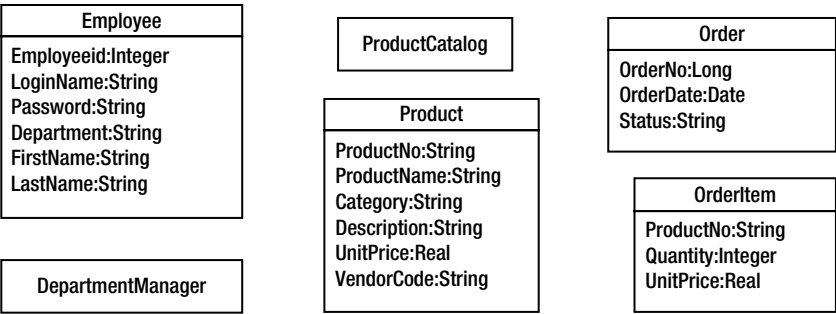 Employee
Employeeid:Integer
LoginName:String
Password:String
Department:String
FirstName:String
LastName:String
DepartmentManager
ProductCatalog
Product
ProductNo:String
ProductName:String
Category:String
Description:String
UnitPrice:Real
VendorCode:String
Order
OrderNo:Long
OrderDate:Date
Status:String
OrderItem
ProductNo:String
Quantity:Integer
UnitPrice:Real